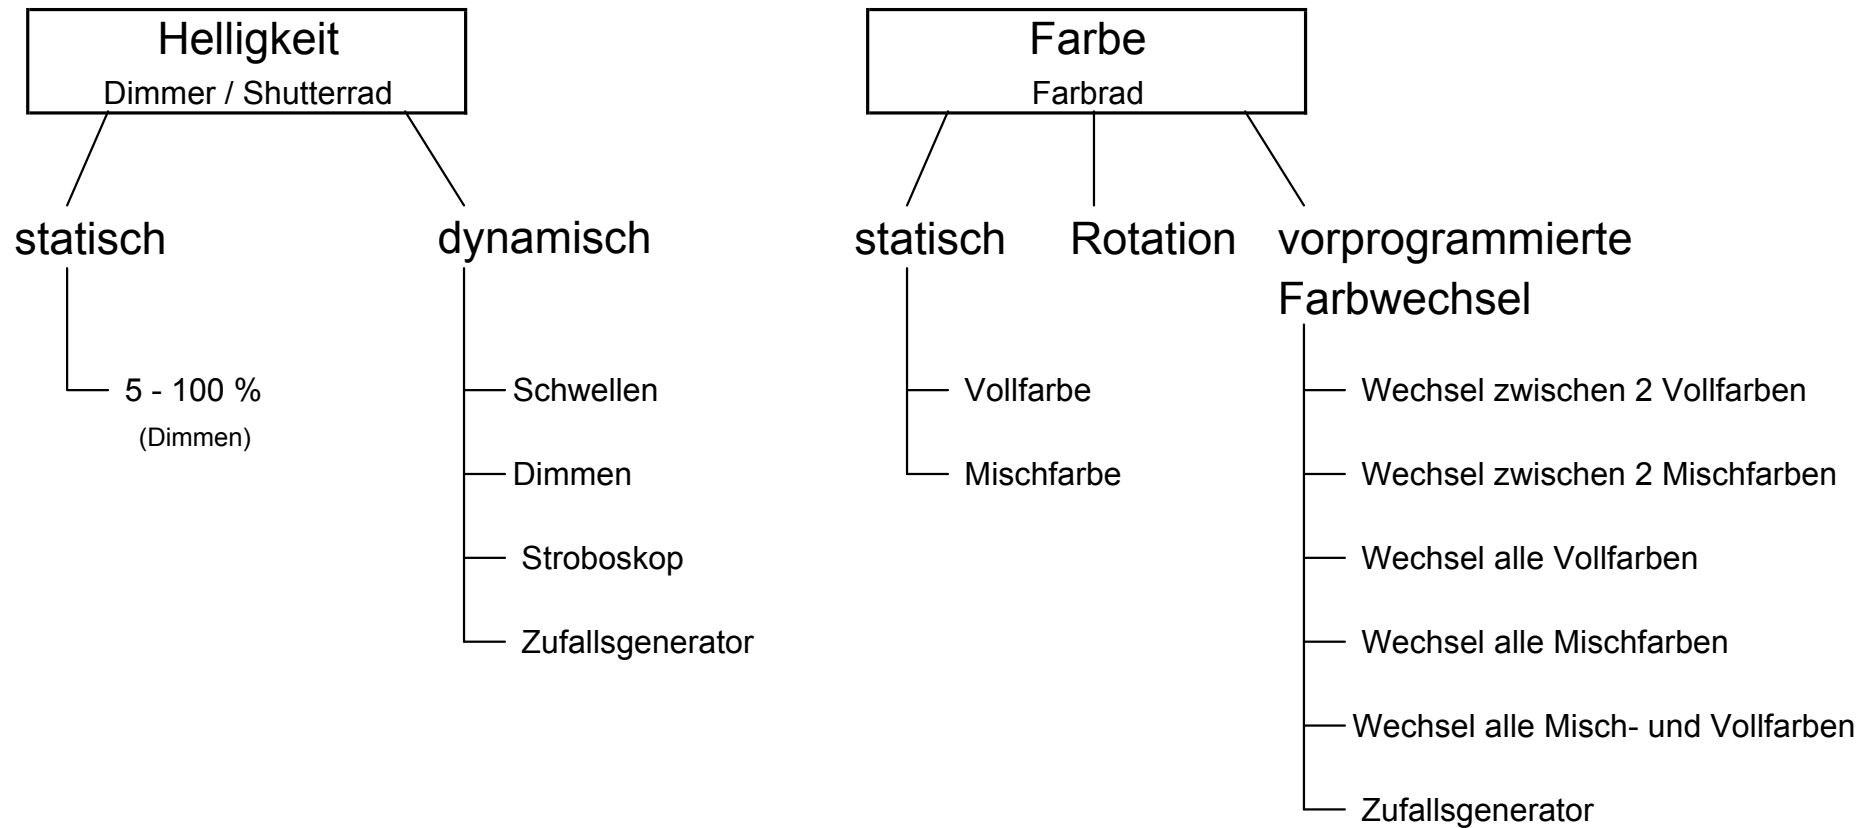 Helligkeit
Dimmer / Shutterrad
statisch
5 - 100 %
(Dimmen)
dynamisch
Schwellen
Dimmen
Stroboskop
Zufallsgenerator
Farbe
Farbrad
statisch
Vollfarbe
Mischfarbe
Rotation
vorprogrammierte
Farbwechsel
Wechsel zwischen 2 Vollfarben
Wechsel zwischen 2 Mischfarben
Wechsel alle Vollfarben
Wechsel alle Mischfarben
Wechsel alle Misch- und Vollfarben
Zufallsgenerator